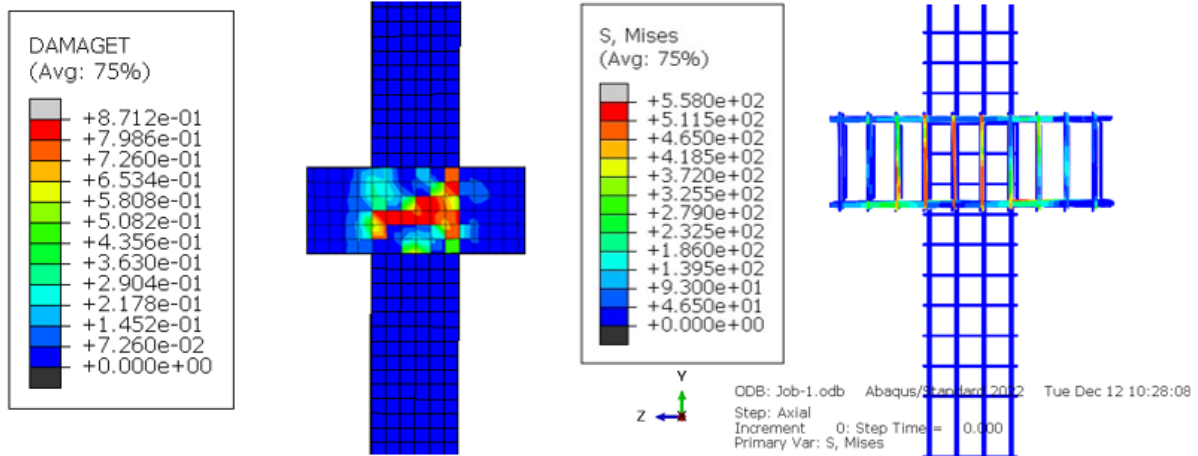 DAMAGET
(Avg: 75%)
+8.712e-01
+7.986e-01
+7.260e-01
+6.534e-01
+5.808e-01
+5.082e-01
+4.356e-01
+3.630e-01
+2.904e-01
+2.178e-01
+1.452e-01
+7.260e-02
+0.000e+00
S, Mises
(Avg: 75%)
+5.580e+02
+5.115e+02
+4.650e+02
+4.185e+02
+3.720e+02
+3.255e+02
+2.790e+02
+2.325e+02
+1.860e+02
+1.395e+02
+9.300e+01
+4.650e+01
+0.000e+00
Y
Z
ODB: Job-1.odb Abaqus/Standard 2022 Tue Dec 12 10:28:08
Step: Axial
Increment 0: Step Time = 0.000
Primary Var: S, Mises